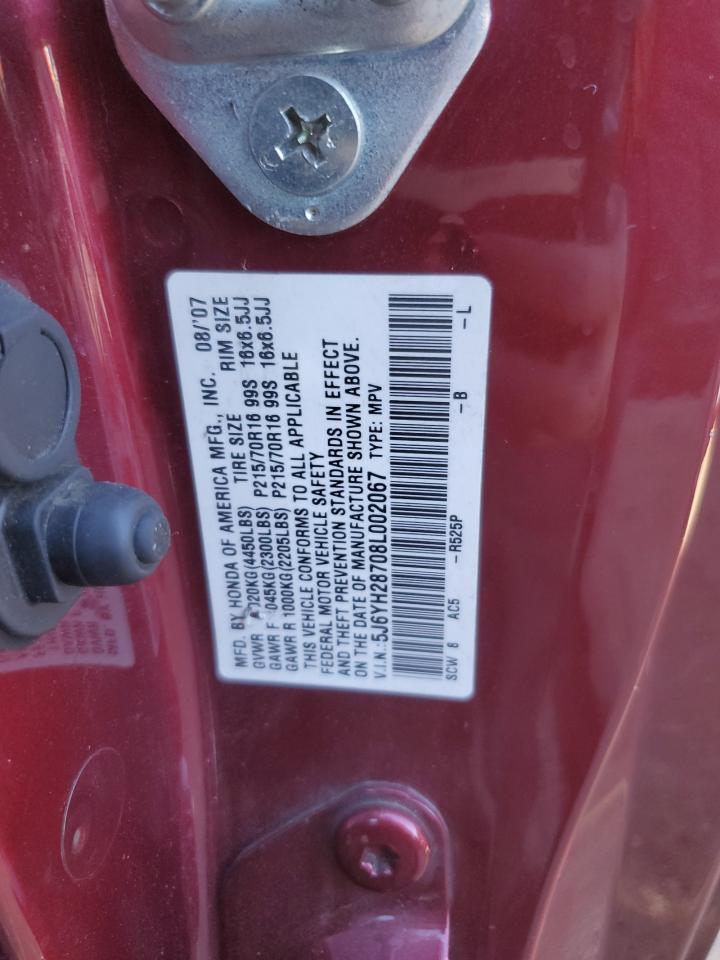 MFD. BY HONDA OF AMERICA MFG., INC. 08/'07
TIRE SIZE RIM SIZE
GVWR (4450LBS) P215/70R16 99S 16x6.5JJ
GAWR F 1045KG(2300LBS) P215/70R16 99S 16x6.5JJ
GAWR R 1000KG(2205LBS)
THIS VEHICLE CONFORMS TO ALL APPLICABLE
FEDERAL MOTOR VEHICLE SAFETY
AND THEFT PREVENTION STANDARDS IN EFFECT
ON THE DATE OF MANUFACTURE SHOWN ABOVE.
V.I.N.:5J6YH28708L002067 TYPE: MPV
SCW 8 AC5 -R525P -B -L